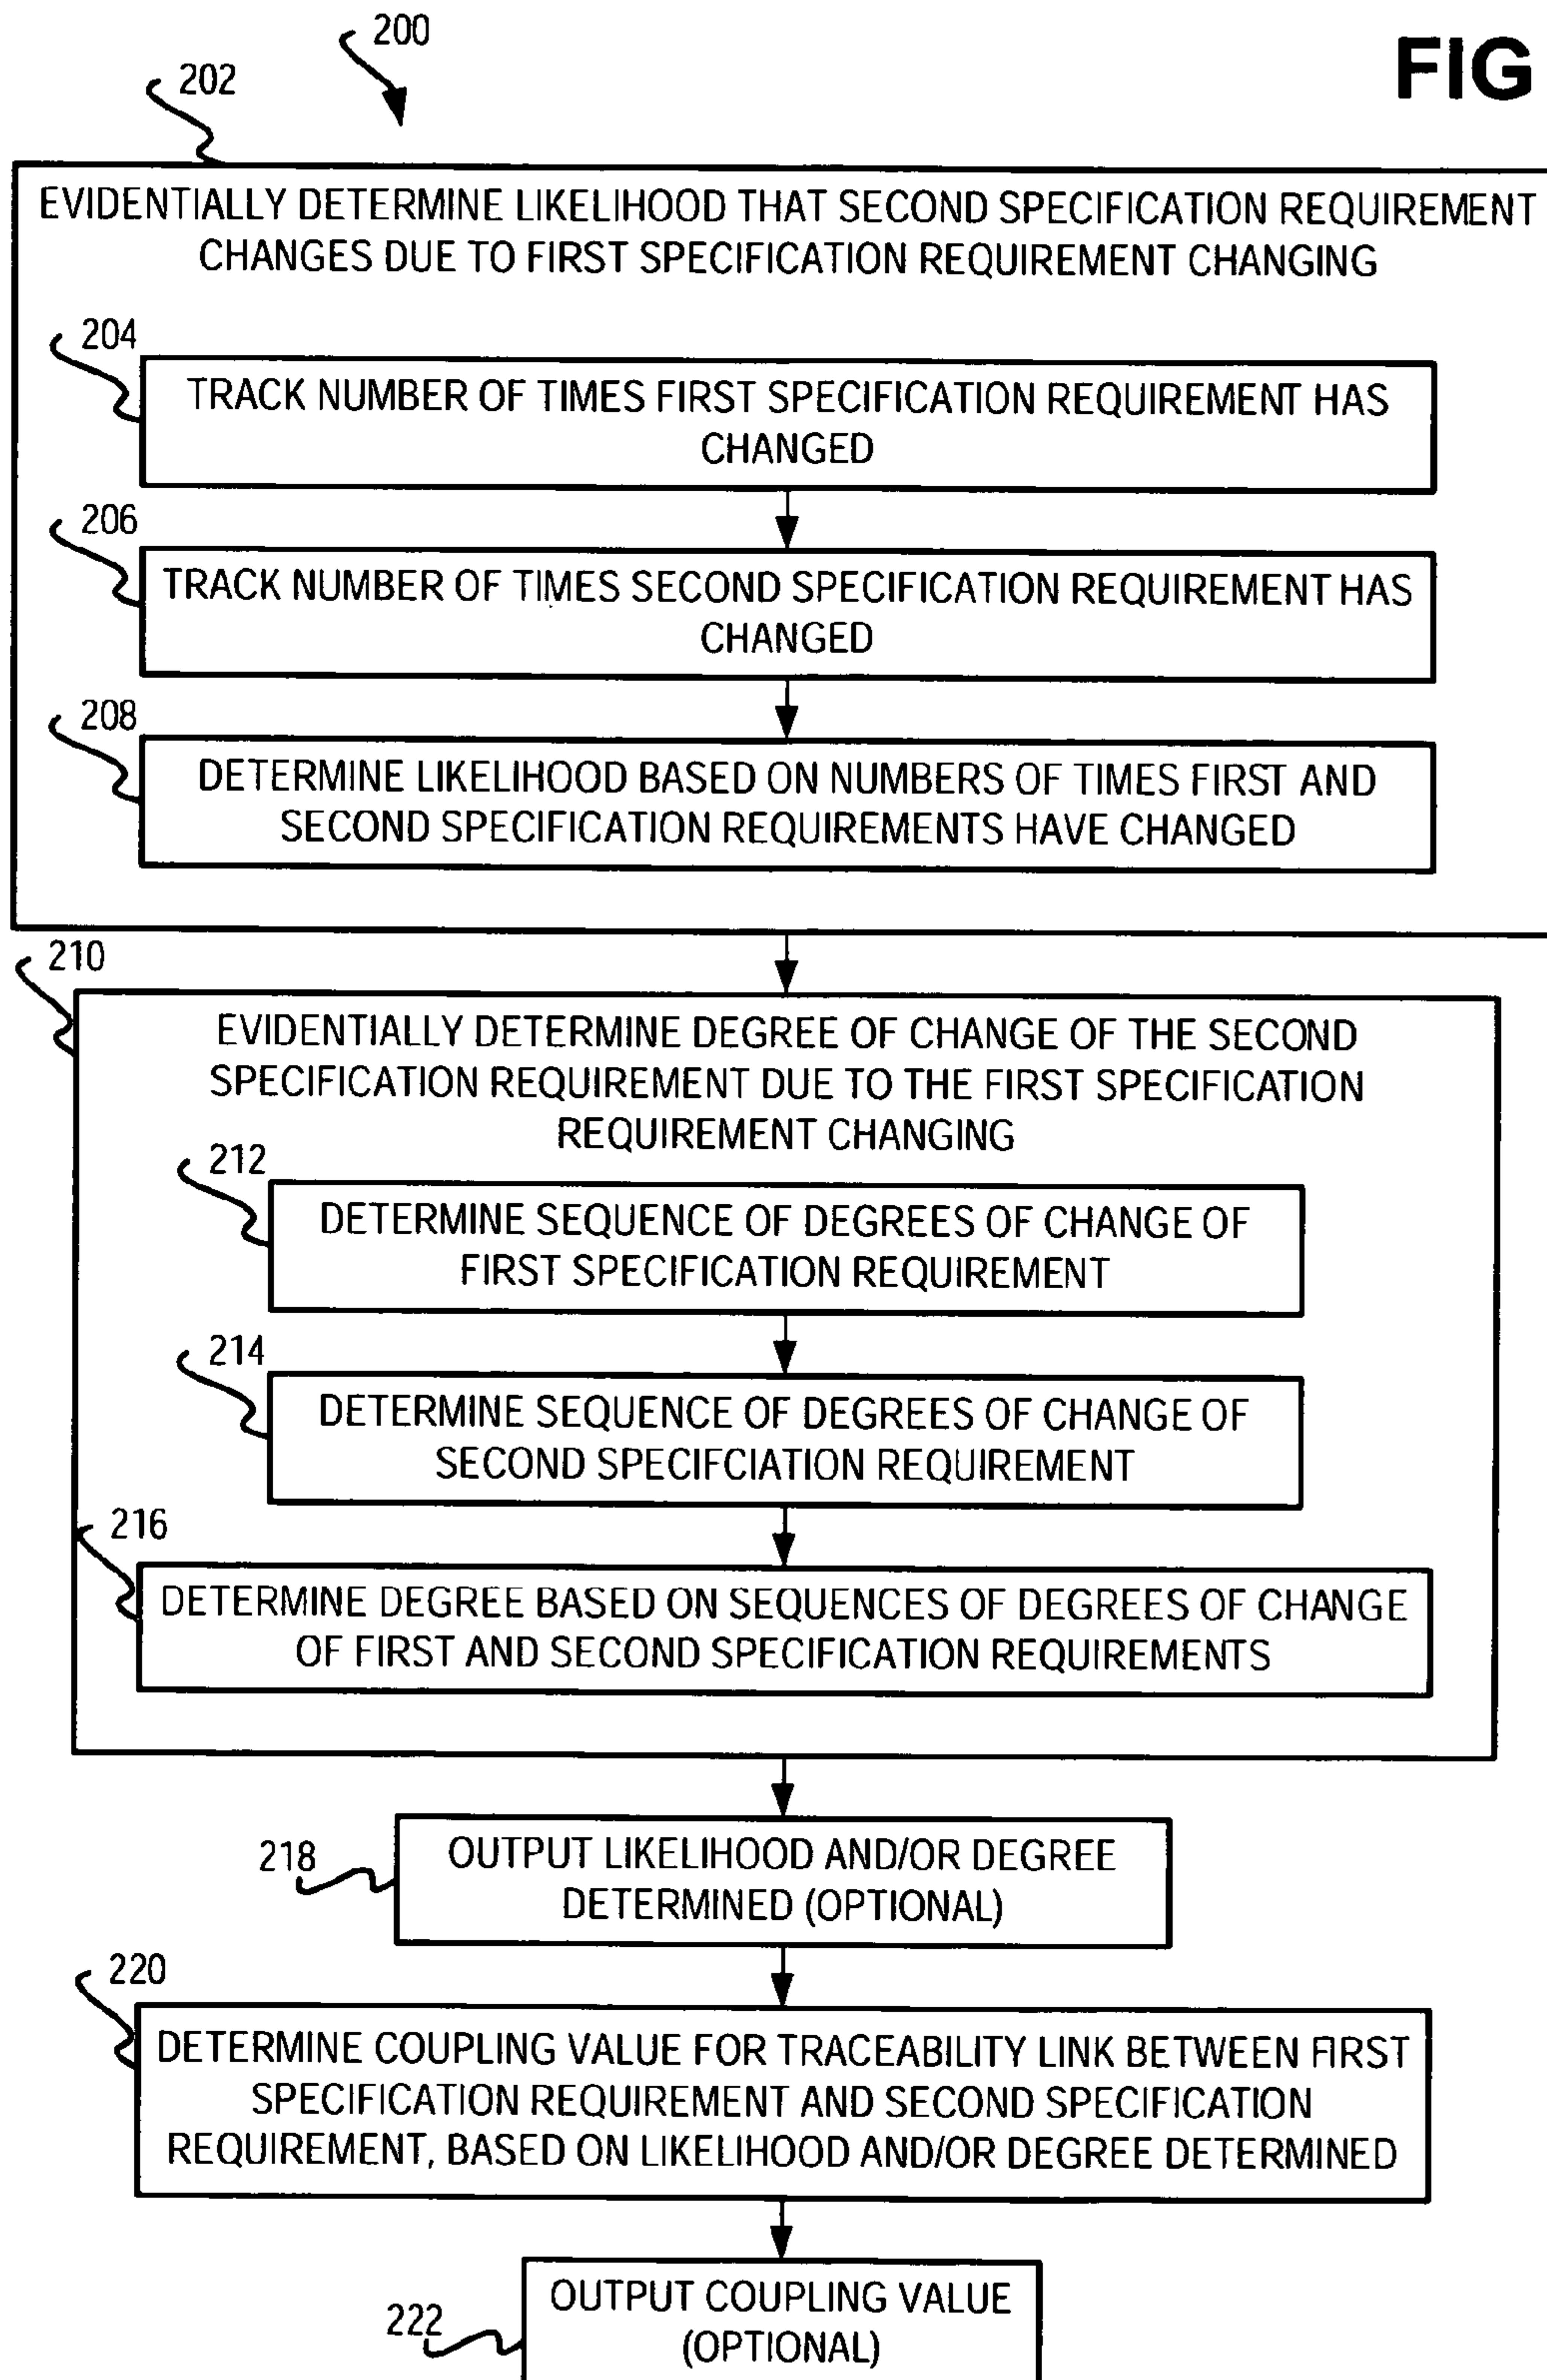 200
FIG
202
EVIDENTIALLY DETERMINE LIKELIHOOD THAT SECOND SPECIFICATION REQUIREMENT
CHANGES DUE TO FIRST SPECIFICATION REQUIREMENT CHANGING
204
TRACK NUMBER OF TIMES FIRST SPECIFICATION REQUIREMENT HAS
CHANGED
206
TRACK NUMBER OF TIMES SECOND SPECIFICATION REQUIREMENT HAS
CHANGED
208
DETERMINE LIKELIHOOD BASED ON NUMBERS OF TIMES FIRST AND
SECOND SPECIFICATION REQUIREMENTS HAVE CHANGED
210
EVIDENTIALLY DETERMINE DEGREE OF CHANGE OF THE SECOND
SPECIFICATION REQUIREMENT DUE TO THE FIRST SPECIFICATION
REQUIREMENT CHANGING
212
DETERMINE SEQUENCE OF DEGREES OF CHANGE OF
FIRST SPECIFICATION REQUIREMENT
214
DETERMINE SEQUENCE OF DEGREES OF CHANGE OF
SECOND SPECIFCIATION REQUIREMENT
216
DETERMINE DEGREE BASED ON SEQUENCES OF DEGREES OF CHANGE
OF FIRST AND SECOND SPECIFICATION REQUIREMENTS
218
OUTPUT LIKELIHOOD AND/OR DEGREE
DETERMINED (OPTIONAL)
220
DETERMINE COUPLING VALUE FOR TRACEABILITY LINK BETWEEN FIRST
SPECIFICATION REQUIREMENT AND SECOND SPECIFICATION
REQUIREMENT, BASED ON LIKELIHOOD AND/OR DEGREE DETERMINED
222
OUTPUT COUPLING VALUE
(OPTIONAL)